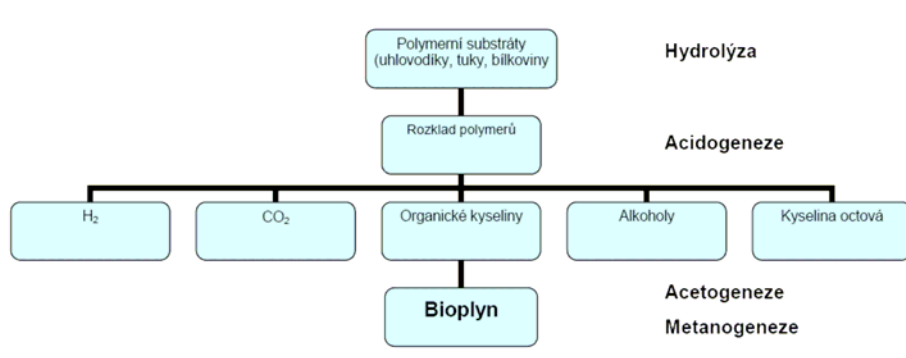 Polymerní substráty
(uhlovodíky, tuky, bílkoviny
Hydrolýza
Rozklad polymerů
Acidogeneze
H₂
CO₂
Organické kyseliny
Alkoholy
Kyselina octová
Bioplyn
Acetogeneze
Metanogeneze